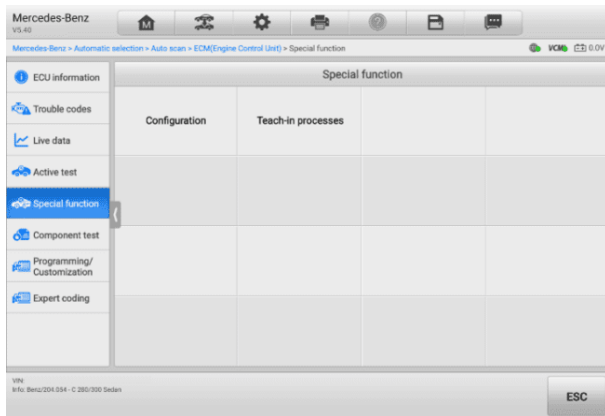 Mercedes-Benz
V5.40
Mercedes-Benz > Automatic selection > Auto scan > ECM(Engine Control Unit) > Special function
VCMI 0.0V
ECU information
Trouble codes
Live data
Active test
Special function
Component test
Programming/
Customization
Expert coding
Special function
Configuration Teach-in processes
VIN:
Info: Benz/204.054 - C 280/300 Sedan
ESC